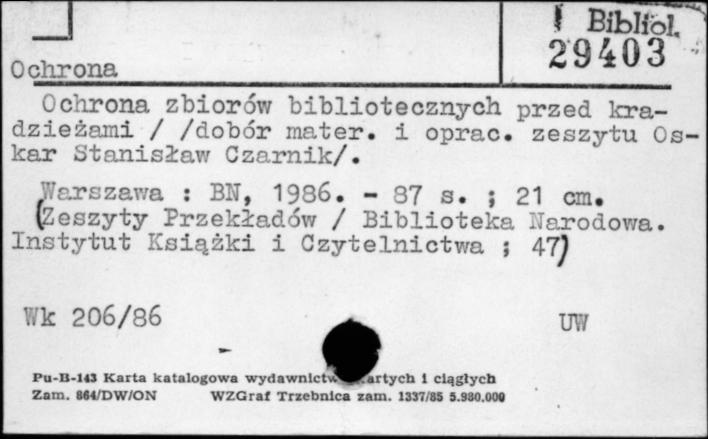 Bibliol.
29403
Ochrona
Ochrona zbiorów bibliotecznych przed kra-
dzieżami / /dobór mater. i oprac. zeszytu Os-
kar Stanisław Czarnik/.
Warszawa : BN, 1986. - 87 s. ; 21 cm.
(Zeszyty Przekładów / Biblioteka Narodowa.
Instytut Książki i Czytelnictwa ; 47)
Wk 206/86 UW
Pu-B-143 Karta katalogowa wydawnictw artych i ciągłych
Zam. 864/DW/ON WZGraf Trzebnica zam. 1337/85 5.980.000